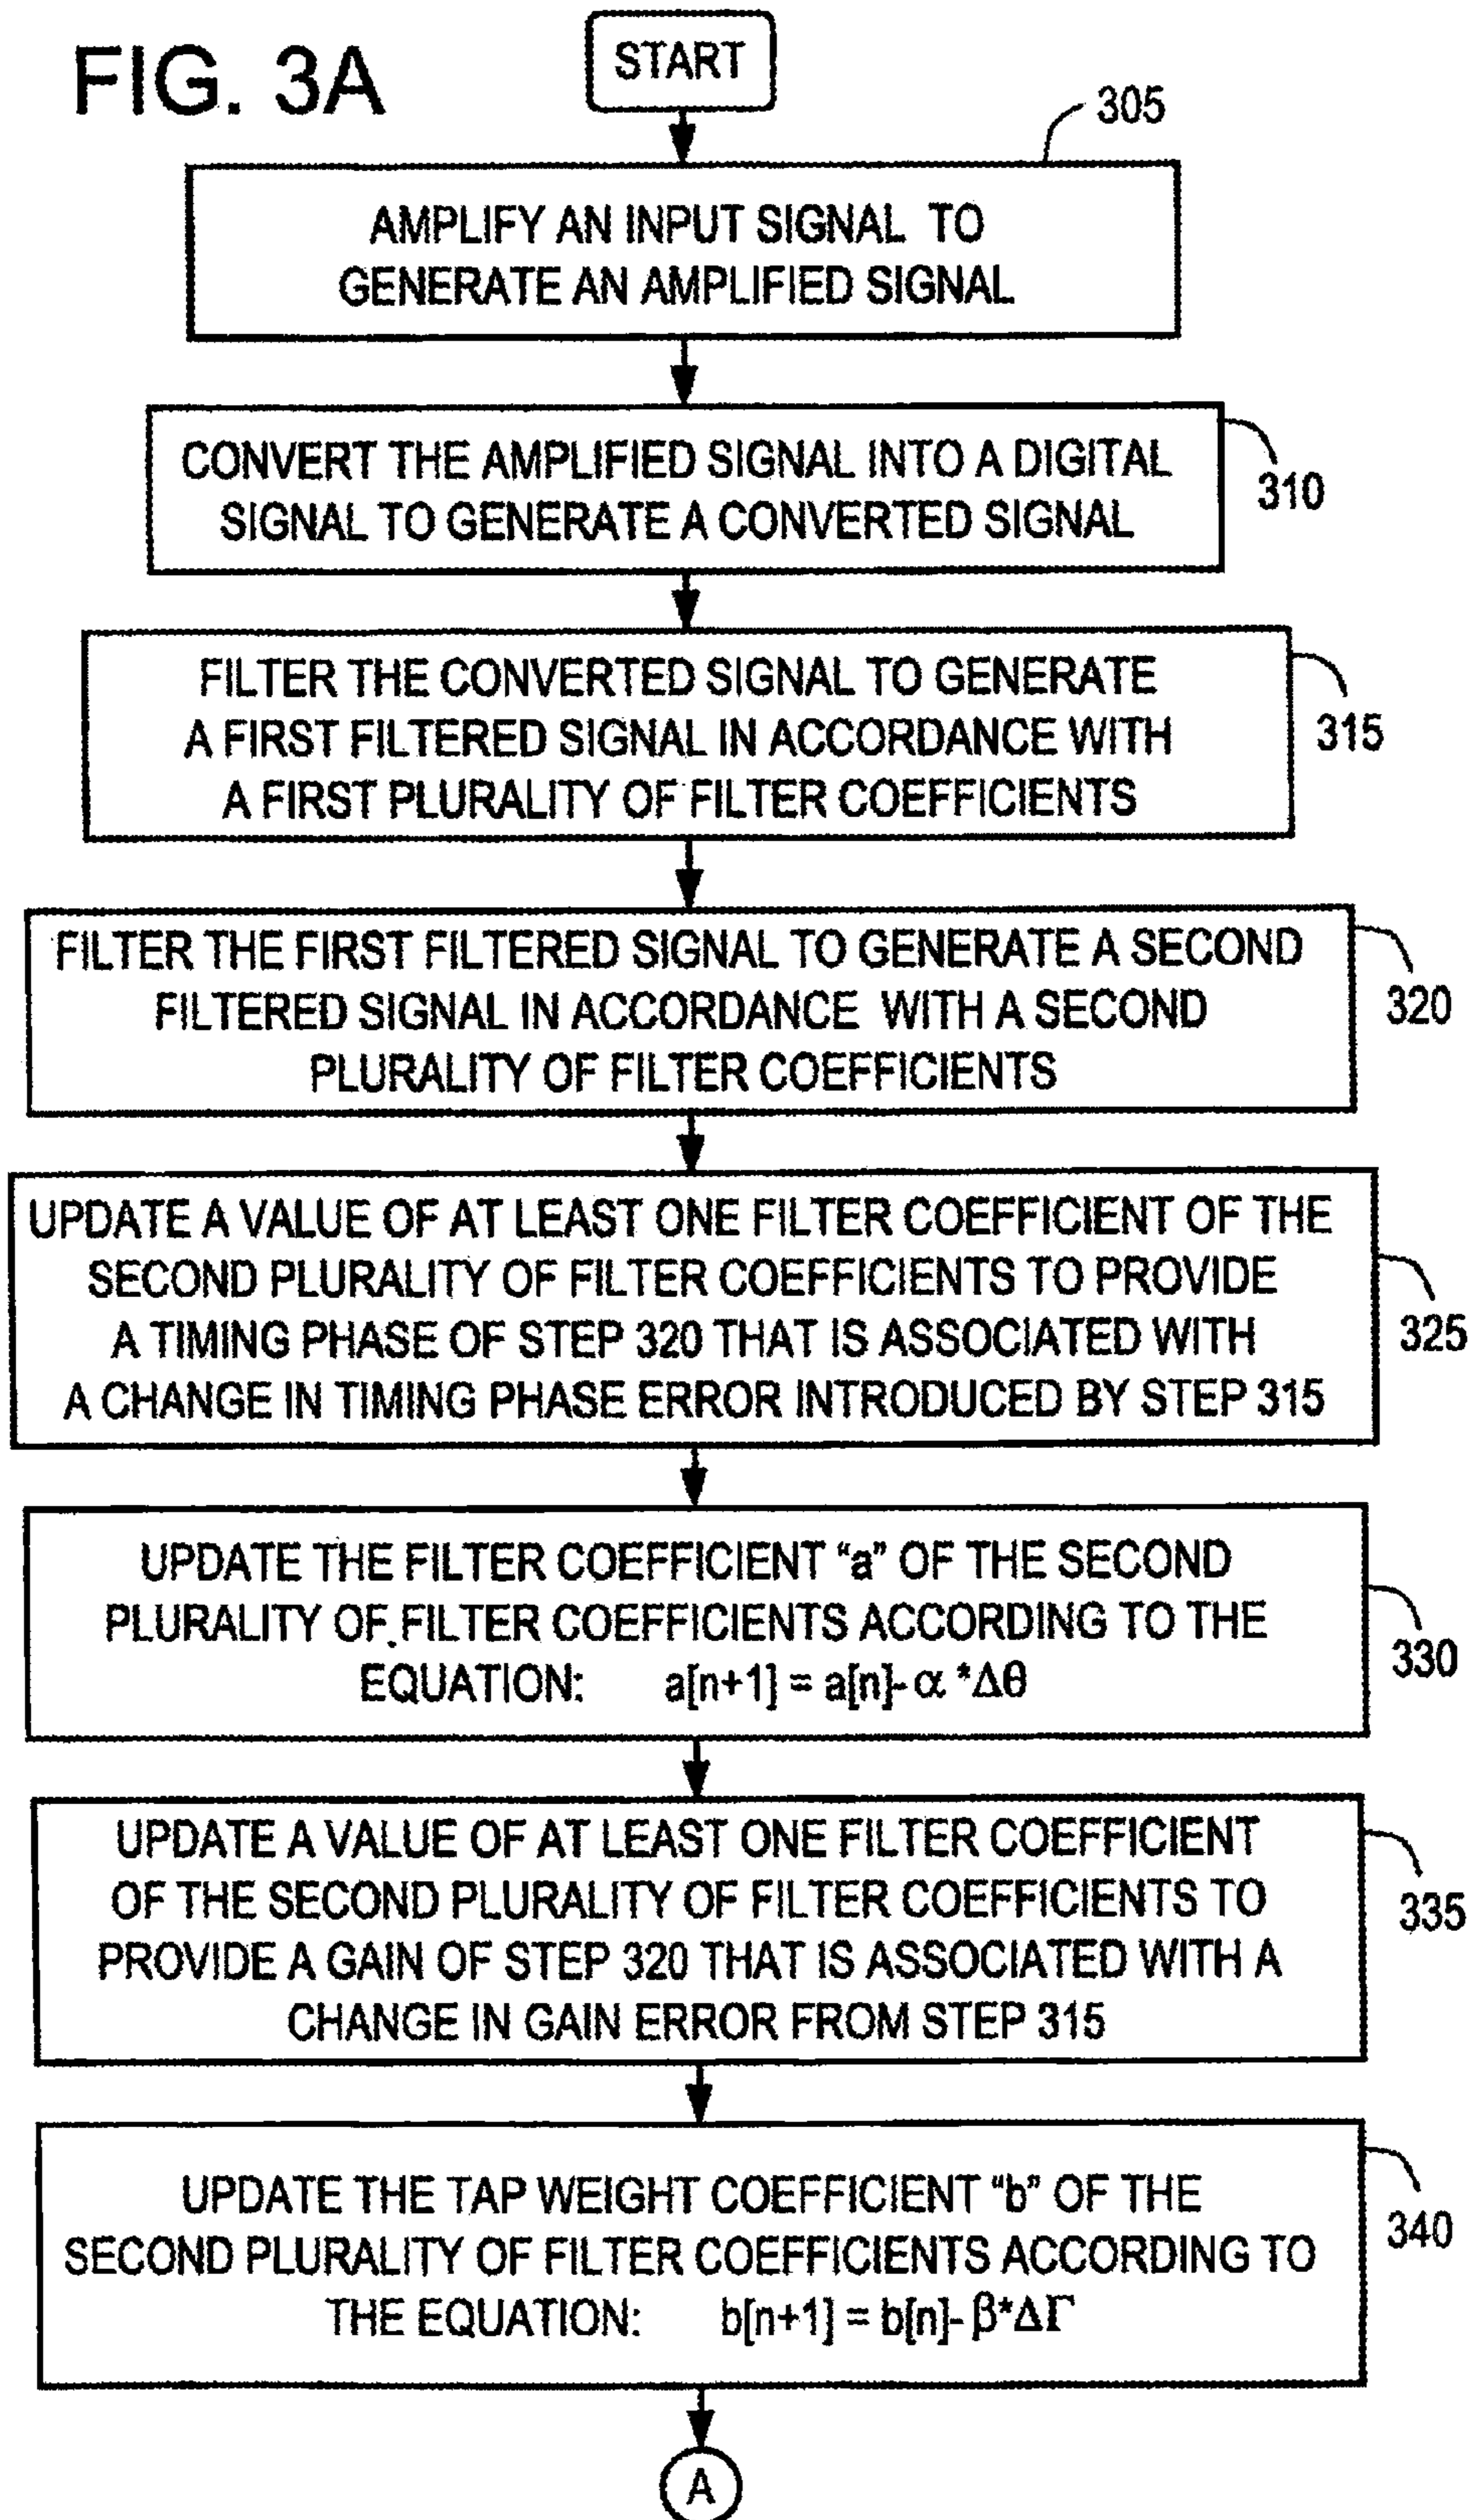 FIG. 3A
START
305
AMPLIFY AN INPUT SIGNAL TO
GENERATE AN AMPLIFIED SIGNAL
CONVERT THE AMPLIFIED SIGNAL INTO A DIGITAL
SIGNAL TO GENERATE A CONVERTED SIGNAL
310
FILTER THE CONVERTED SIGNAL TO GENERATE
A FIRST FILTERED SIGNAL IN ACCORDANCE WITH
A FIRST PLURALITY OF FILTER COEFFICIENTS
315
FILTER THE FIRST FILTERED SIGNAL TO GENERATE A SECOND
FILTERED SIGNAL IN ACCORDANCE WITH A SECOND
PLURALITY OF FILTER COEFFICIENTS
320
UPDATE A VALUE OF AT LEAST ONE FILTER COEFFICIENT OF THE
SECOND PLURALITY OF FILTER COEFFICIENTS TO PROVIDE
A TIMING PHASE OF STEP 320 THAT IS ASSOCIATED WITH
A CHANGE IN TIMING PHASE ERROR INTRODUCED BY STEP 315
325
UPDATE THE FILTER COEFFICIENT “a” OF THE SECOND
PLURALITY OF FILTER COEFFICIENTS ACCORDING TO THE
EQUATION: a[n+1] = a[n]-α *Δθ
330
UPDATE A VALUE OF AT LEAST ONE FILTER COEFFICIENT
OF THE SECOND PLURALITY OF FILTER COEFFICIENTS TO
PROVIDE A GAIN OF STEP 320 THAT IS ASSOCIATED WITH A
CHANGE IN GAIN ERROR FROM STEP 315
335
UPDATE THE TAP WEIGHT COEFFICIENT “b” OF THE
SECOND PLURALITY OF FILTER COEFFICIENTS ACCORDING TO
THE EQUATION: b[n+1] = b[n]-β*ΔΓ
340
A